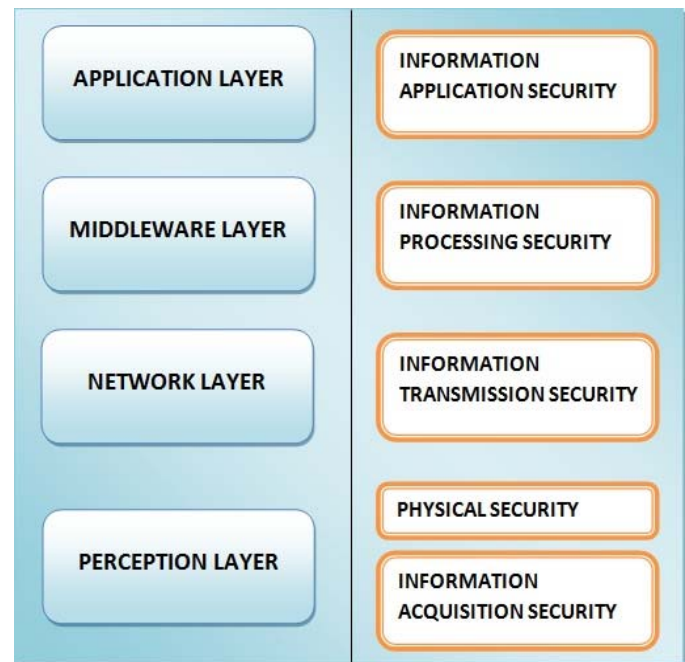 APPLICATION LAYER
INFORMATION
APPLICATION SECURITY
MIDDLEWARE LAYER
INFORMATION
PROCESSING SECURITY
NETWORK LAYER
INFORMATION
TRANSMISSION SECURITY
PERCEPTION LAYER
PHYSICAL SECURITY
INFORMATION
ACQUISITION SECURITY